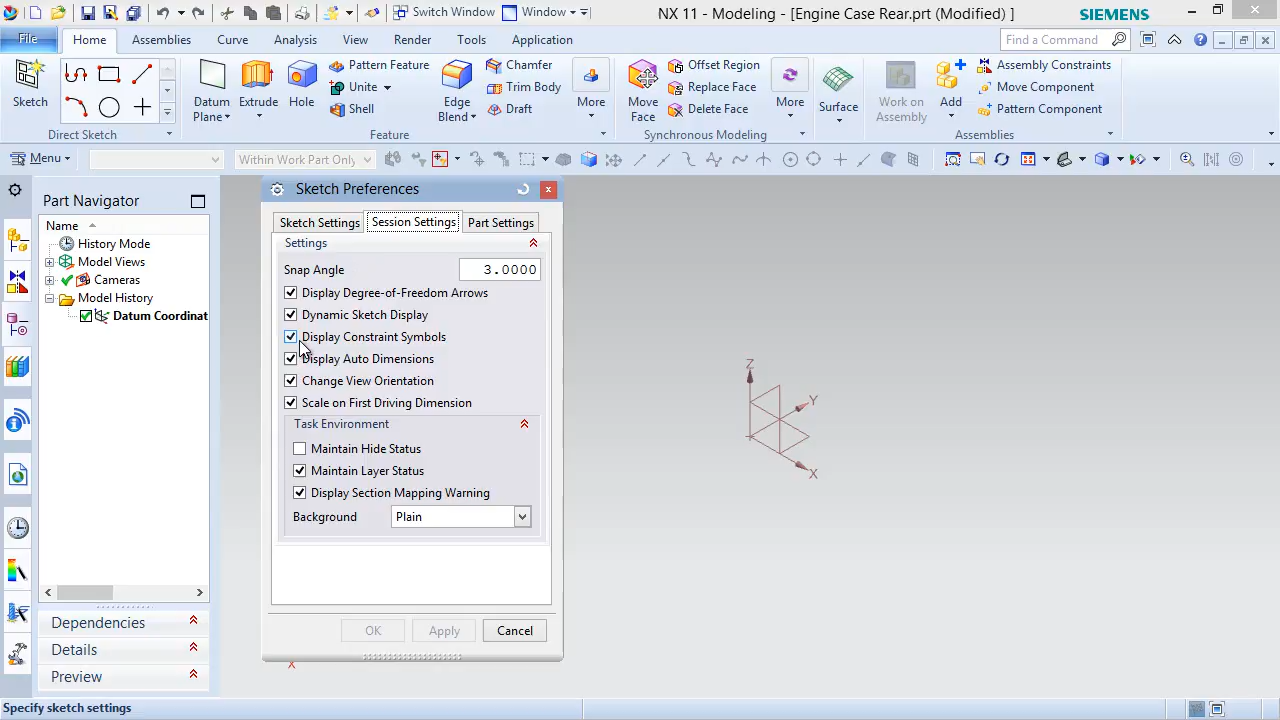 Switch Window
Window
NX 11 - Modeling - [Engine Case Rear.prt (Modified) ]
SIEMENS
File
Home
Assemblies
Curve
Analysis
View
Render
Tools
Application
Find a Command
Sketch
Direct Sketch
Datum Plane
Extrude
Hole
Pattern Feature
Unite
Shell
Edge Blend
Chamfer
Trim Body
Draft
More
Feature
Move Face
Offset Region
Replace Face
Delete Face
More
Synchronous Modeling
Surface
Work on Assembly
Add
Assembly Constraints
Move Component
Pattern Component
Assemblies
Menu
Within Work Part Only
Part Navigator
Name
History Mode
Model Views
Cameras
Model History
Datum Coordinat
Dependencies
Details
Preview
Sketch Preferences
Sketch Settings
Session Settings
Part Settings
Settings
Snap Angle
3.0000
Display Degree-of-Freedom Arrows
Dynamic Sketch Display
Display Constraint Symbols
Display Auto Dimensions
Change View Orientation
Scale on First Driving Dimension
Task Environment
Maintain Hide Status
Maintain Layer Status
Display Section Mapping Warning
Background
Plain
OK
Apply
Cancel
Z
Y
X
X
Specify sketch settings